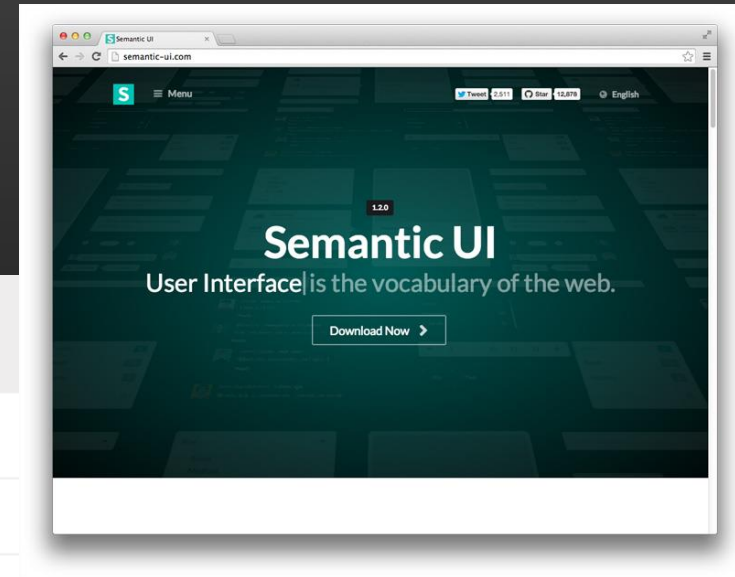 Semantic UI
semantic-ui.com
S
Menu
Tweet 2,511
Star 12,878
English
1.2.0
Semantic UI
User Interface is the vocabulary of the web.
Download Now